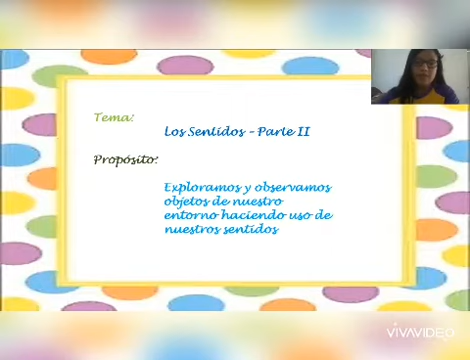 Tema:
Los Sentidos - Parte II
Propósito:
Exploramos y observamos
objetos de nuestro
entorno haciendo uso de
nuestros sentidos
VIVAVIDEO